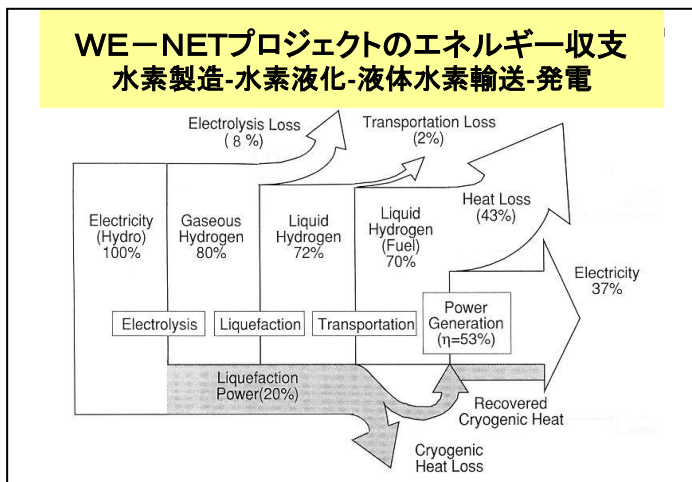 WE－NETプロジェクトのエネルギー収支
水素製造-水素液化-液体水素輸送-発電
Electrolysis Loss
( 8 %)
Transportation Loss
(2%)
Electricity
(Hydro)
100%
Gaseous
Hydrogen
80%
Liquid
Hydrogen
72%
Liquid
Hydrogen
(Fuel)
70%
Heat Loss
(43%)
Electricity
37%
Electrolysis
Liquefaction
Transportation
Power
Generation
(η=53%)
Liquefaction
Power(20%)
Recovered
Cryogenic Heat
Cryogenic
Heat Loss